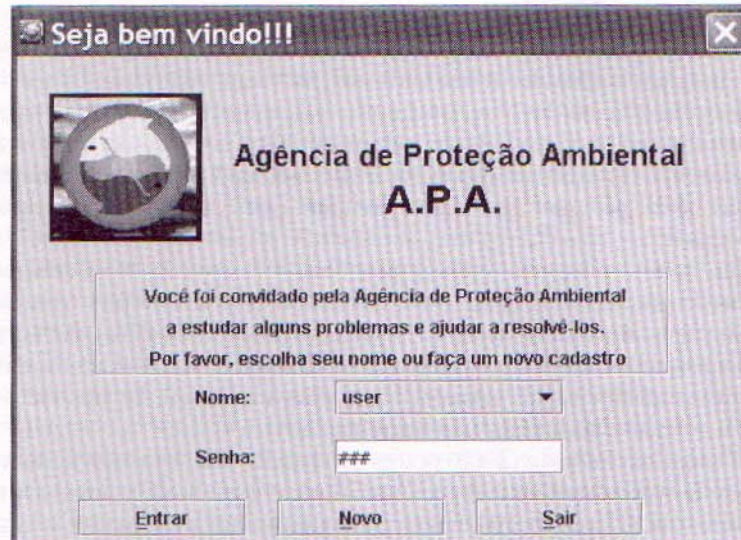 Seja bem vindo!!!
Agência de Proteção Ambiental
A.P.A.
Você foi convidado pela Agência de Proteção Ambiental
a estudar alguns problemas e ajudar a resolvê-los.
Por favor, escolha seu nome ou faça um novo cadastro
Nome: user
Senha: ###
Entrar Novo Sair